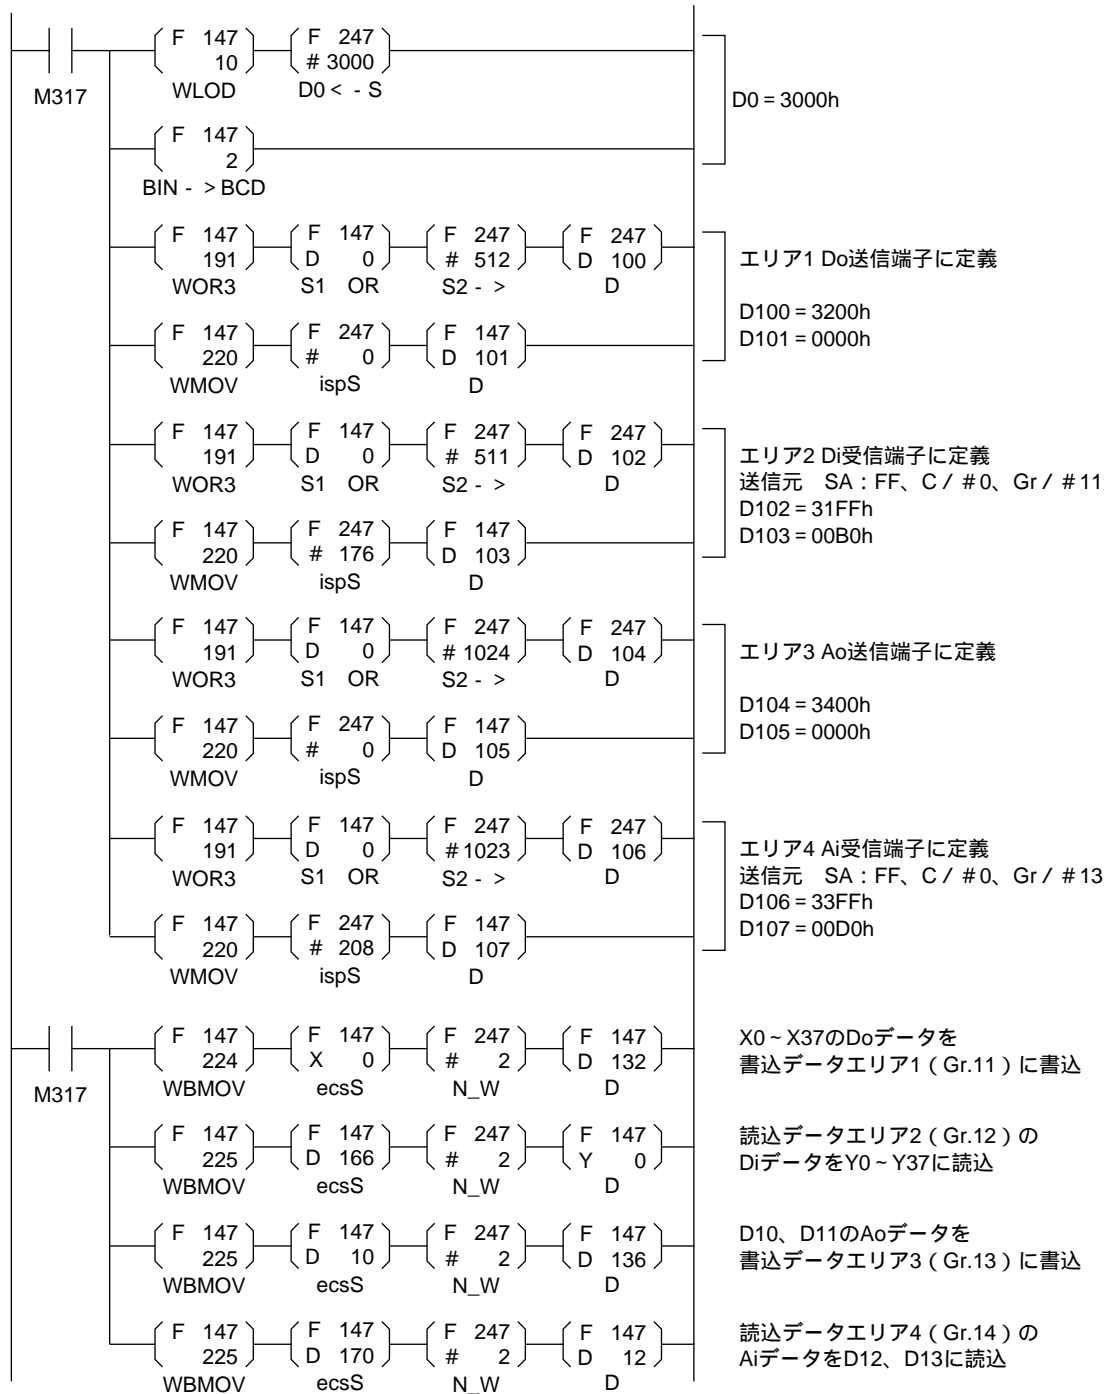 F 147 F 247
10 # 3000
WLOD D0 < - S
M317
D0 = 3000h
F 147
2
BIN - > BCD
F 147 F 147 F 247 F 247
191 D 0 # 512 D 100
WOR3 S1 OR S2 - > D
エリア1 Do送信端子に定義
D100 = 3200h
D101 = 0000h
F 147 F 247 F 147
220 # 0 D 101
WMOV ispS D
F 147 F 147 F 247 F 247
191 D 0 # 511 D 102
WOR3 S1 OR S2 - > D
エリア2 Di受信端子に定義
送信元 SA:FF、C/#0、Gr/#11
D102 = 31FFh
D103 = 00B0h
F 147 F 247 F 147
220 # 176 D 103
WMOV ispS D
F 147 F 147 F 247 F 247
191 D 0 # 1024 D 104
WOR3 S1 OR S2 - > D
エリア3 Ao送信端子に定義
D104 = 3400h
D105 = 0000h
F 147 F 247 F 147
220 # 0 D 105
WMOV ispS D
F 147 F 147 F 247 F 247
191 D 0 # 1023 D 106
WOR3 S1 OR S2 - > D
エリア4 Ai受信端子に定義
送信元 SA:FF、C/#0、Gr/#13
D106 = 33FFh
D107 = 00D0h
F 147 F 247 F 147
220 # 208 D 107
WMOV ispS D
F 147 F 147 F 247 F 147
224 X 0 # 2 D 132
WBMOV ecsS N_W D
M317
X0~X37のDoデータを
書込データエリア1(Gr.11)に書込
F 147 F 147 F 247 F 147
225 D 166 # 2 Y 0
WBMOV ecsS N_W D
読込データエリア2(Gr.12)の
DiデータをY0~Y37に読込
F 147 F 147 F 247 F 147
225 D 10 # 2 D 136
WBMOV ecsS N_W D
D10、D11のAoデータを
書込データエリア3(Gr.13)に書込
F 147 F 147 F 247 F 147
225 D 170 # 2 D 12
WBMOV ecsS N_W D
読込データエリア4(Gr.14)の
AiデータをD12、D13に読込